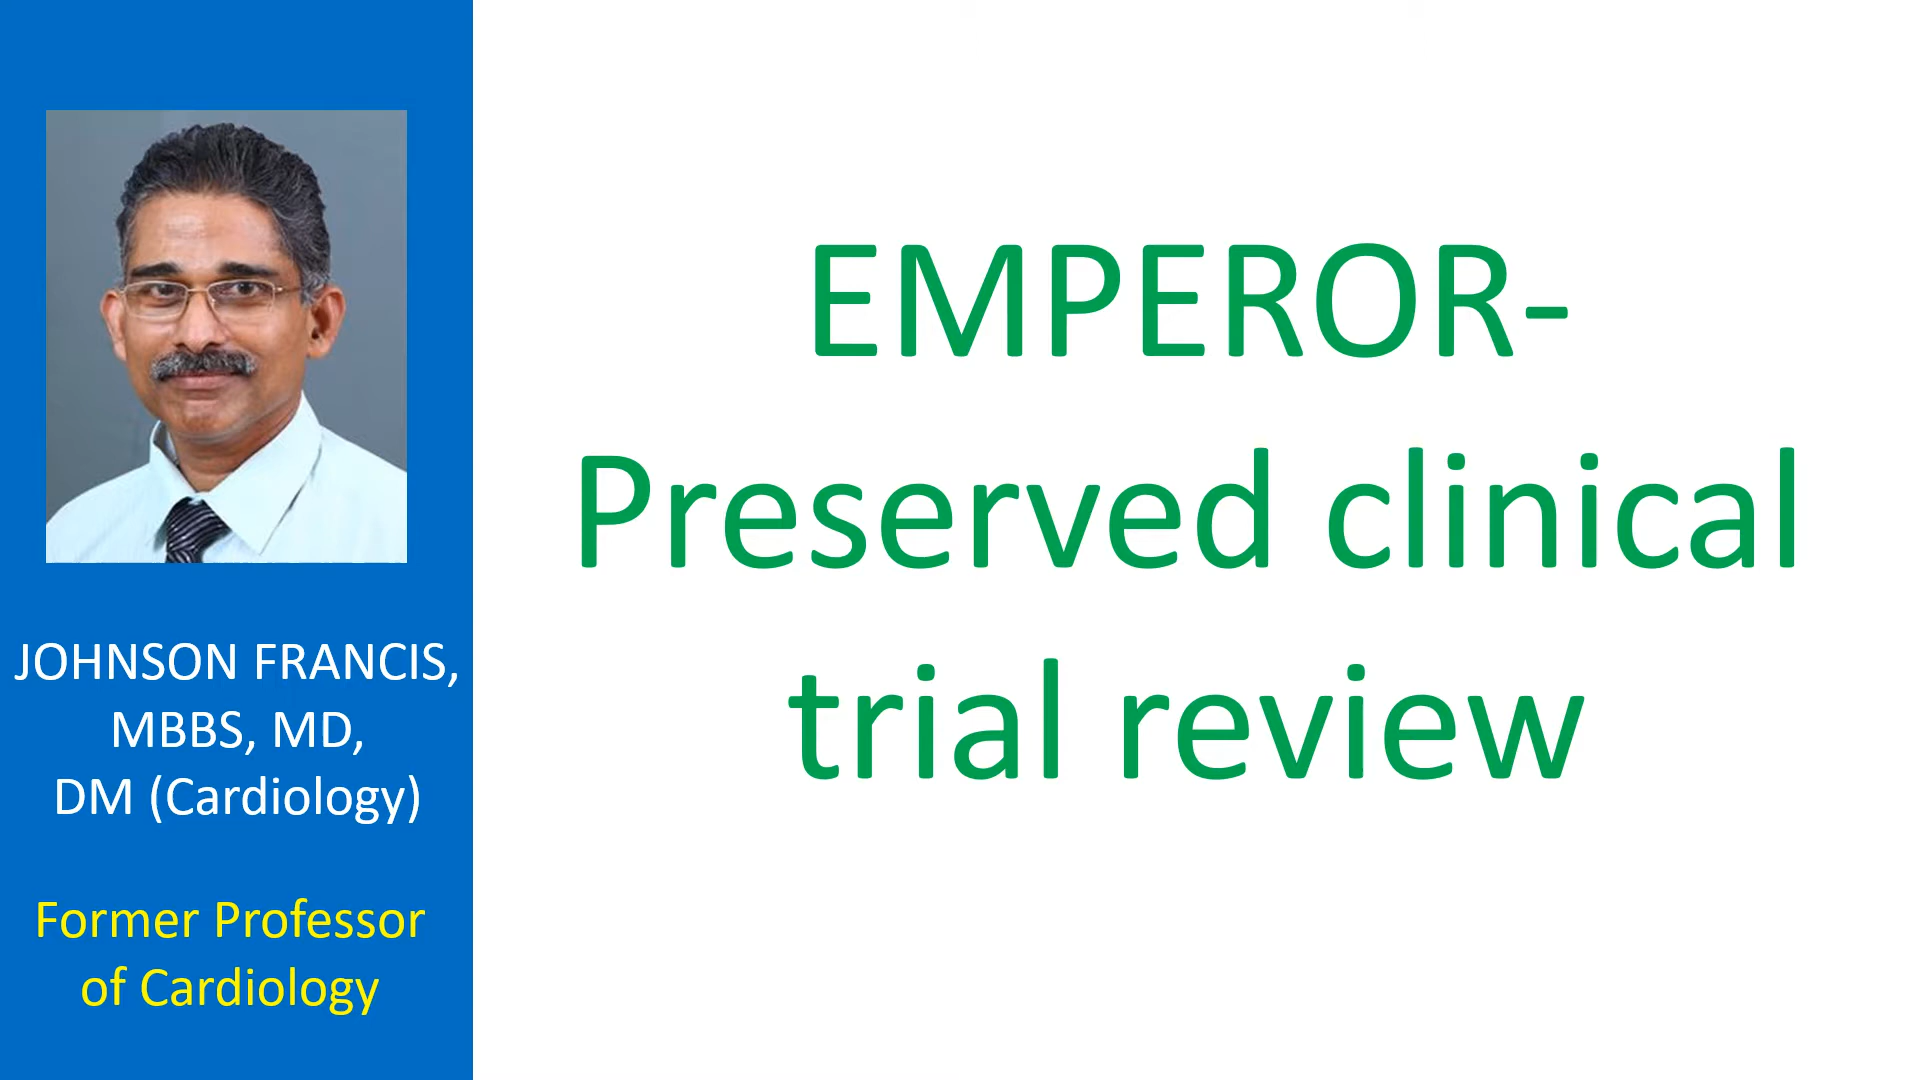 JOHNSON FRANCIS,
MBBS, MD,
DM (Cardiology)
Former Professor
of Cardiology
EMPEROR-
Preserved clinical
trial review